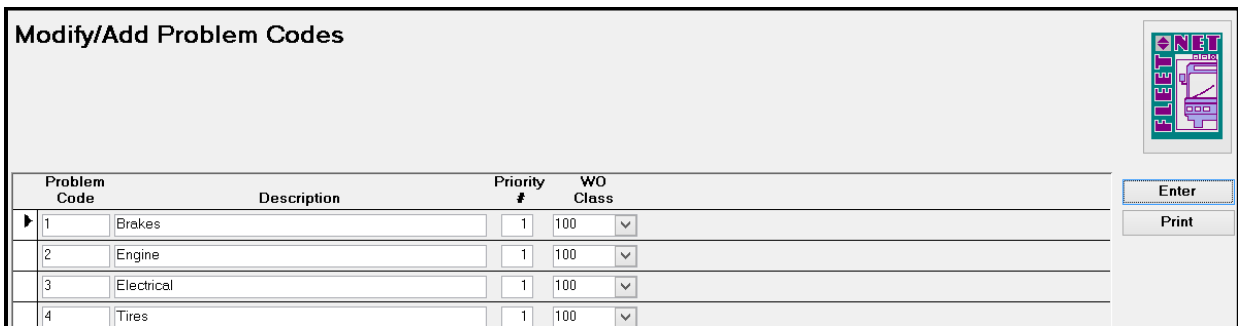 Modify/Add Problem Codes
FLEET NET
Problem Code Description Priority # WO Class
Enter
1 Brakes 1 100
Print
2 Engine 1 100
3 Electrical 1 100
4 Tires 1 100